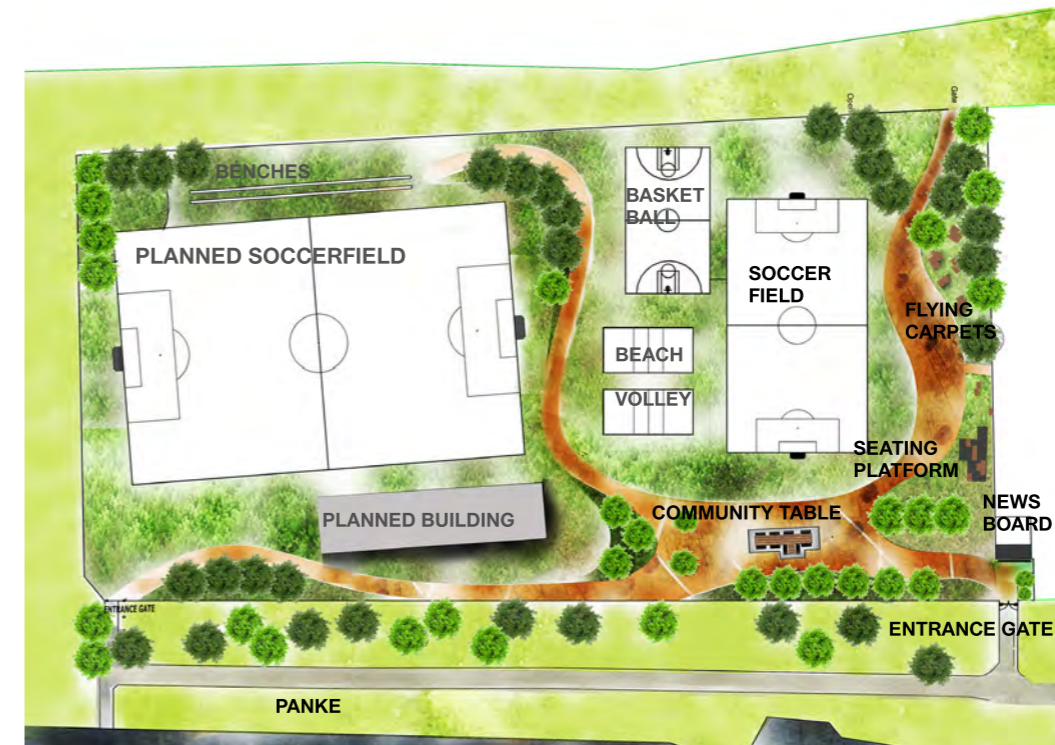 Gate
Open
BENCHES
BASKET
BALL
PLANNED SOCCERFIELD
SOCCER
FIELD
FLYING
CARPETS
BEACH
VOLLEY
SEATING
PLATFORM
NEWS
BOARD
COMMUNITY TABLE
PLANNED BUILDING
ENTRANCE GATE
ENTRANCE GATE
PANKE